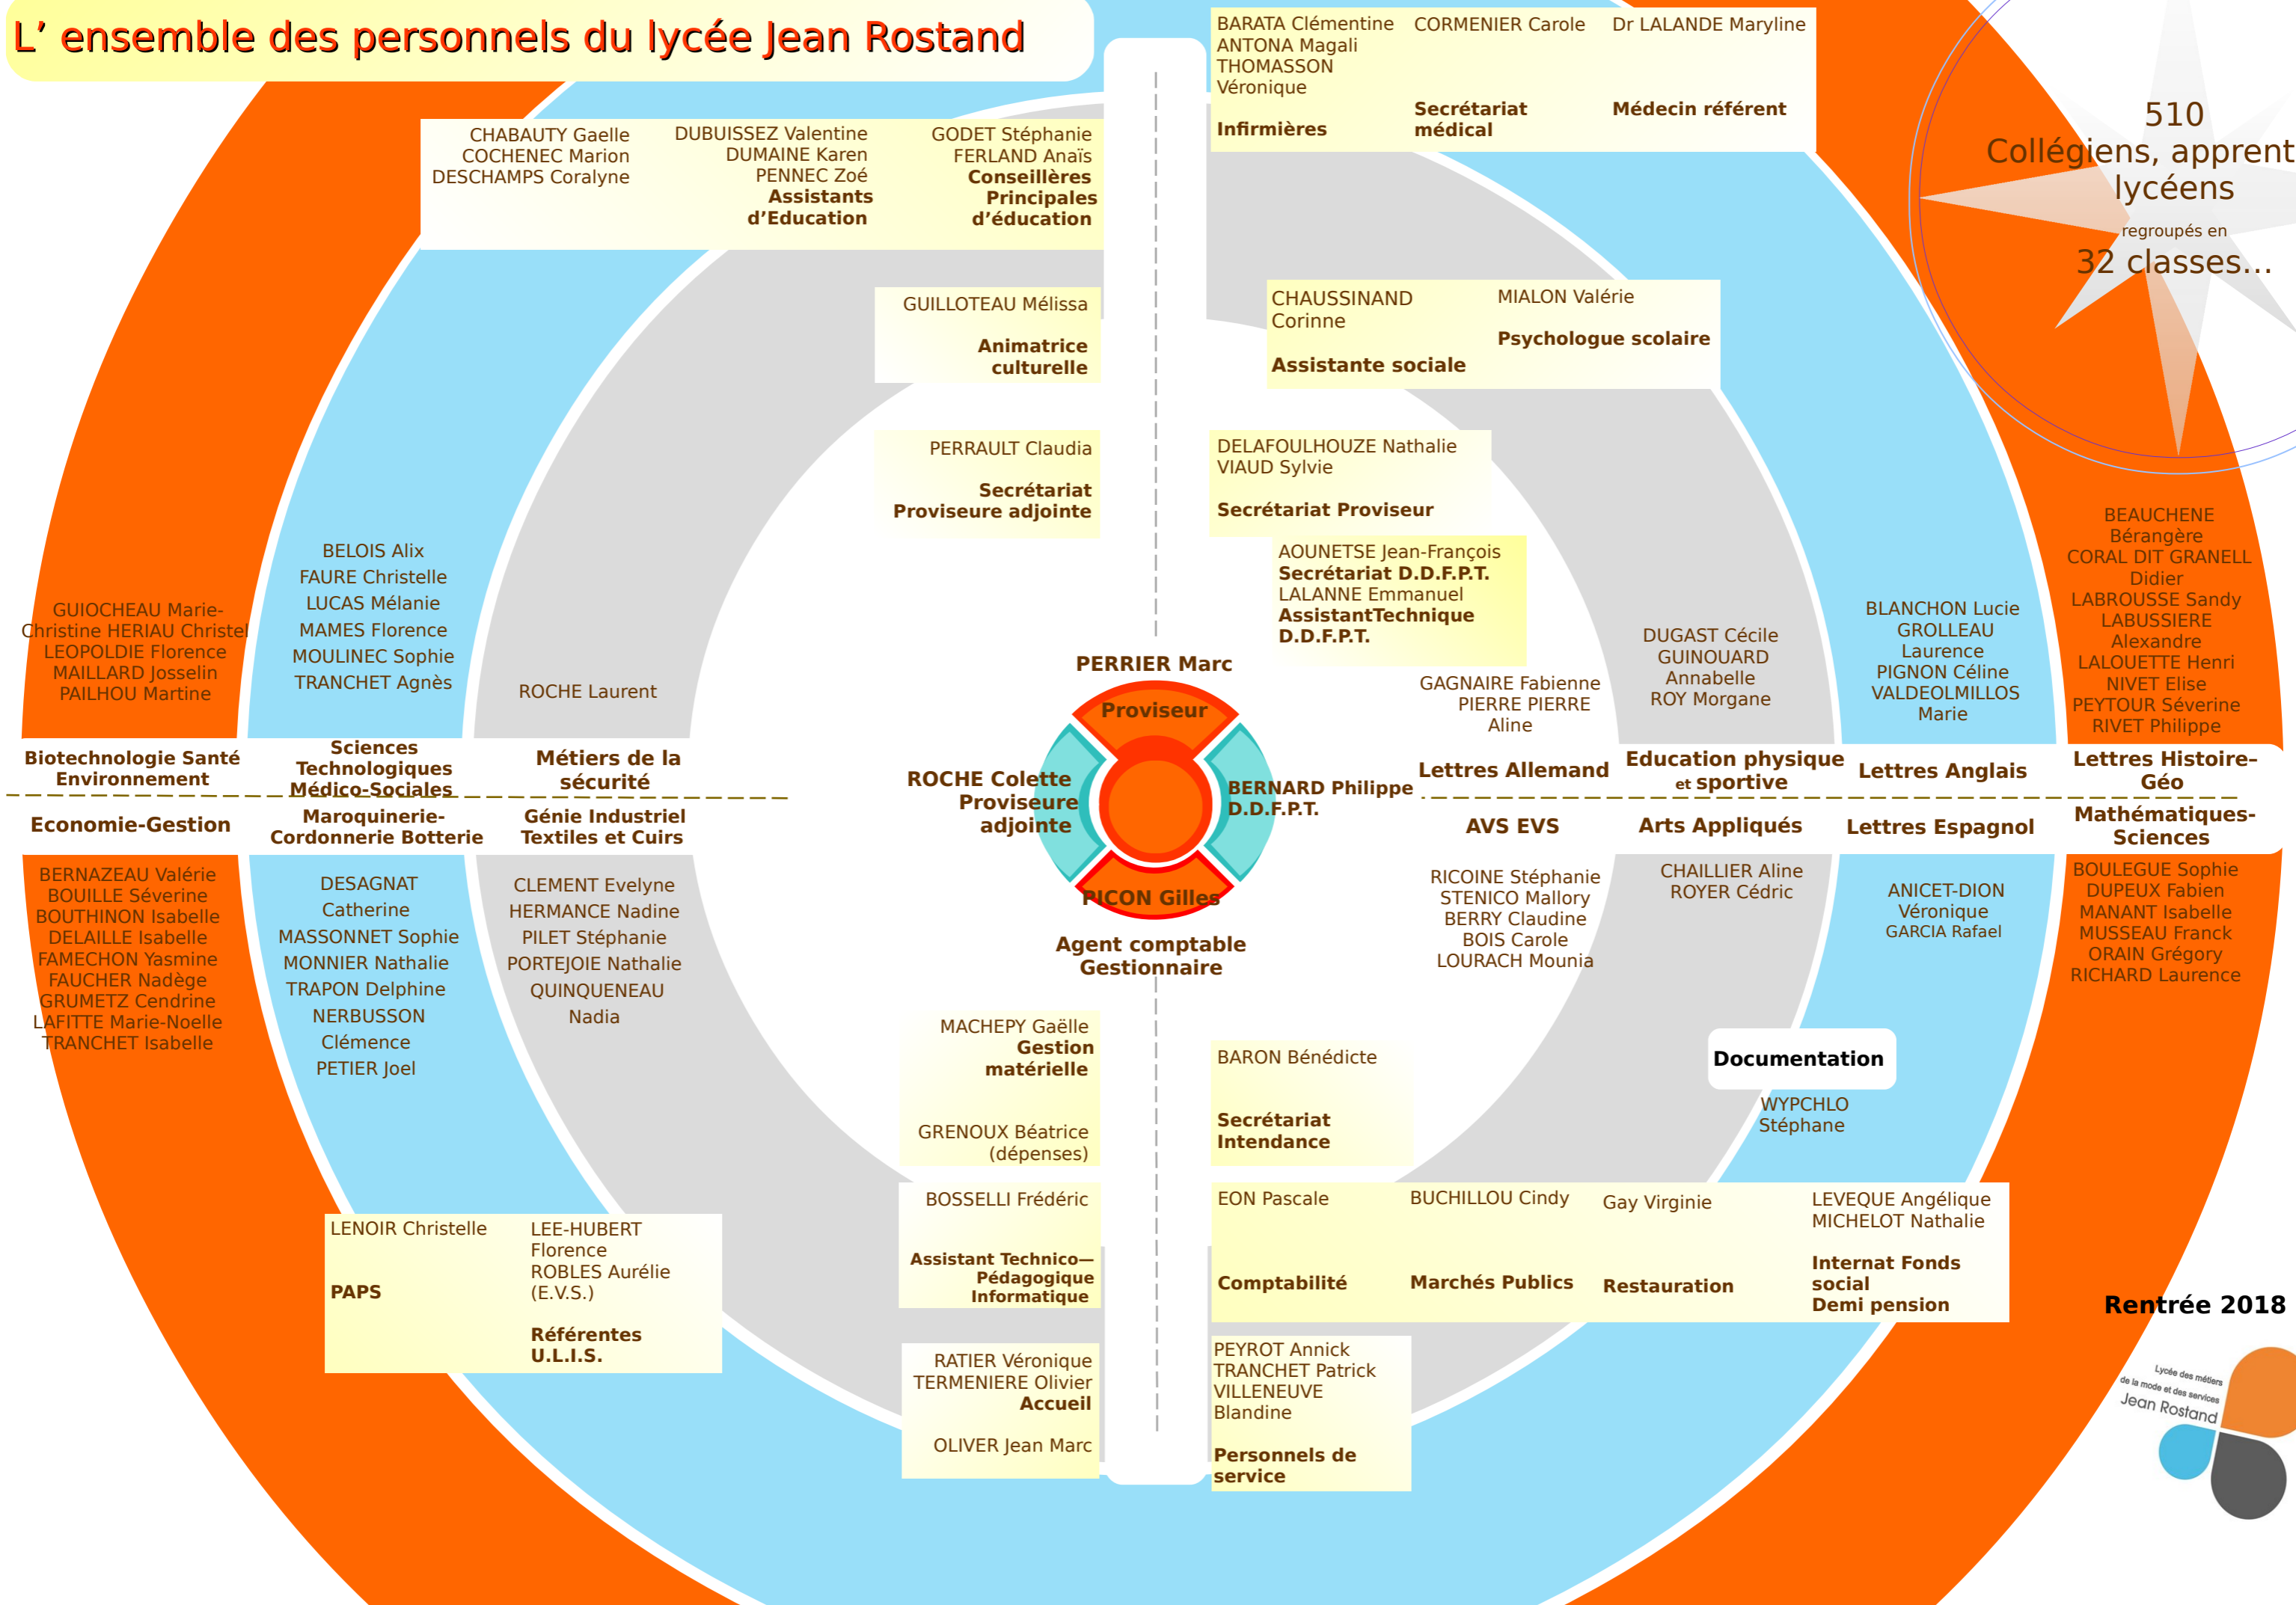 L’ ensemble des personnels du lycée Jean Rostand
BARATA Clémentine
ANTONA Magali
THOMASSON
Véronique
Infirmières
CORMENIER Carole
Secrétariat
médical
Dr LALANDE Maryline
Médecin référent
510
Collégiens, apprent
lycéens
regroupés en
32 classes...
CHABAUTY Gaelle
COCHENEC Marion
DESCHAMPS Coralyne
DUBUISSEZ Valentine
DUMAINE Karen
PENNEC Zoé
Assistants
d’Education
GODET Stéphanie
FERLAND Anaïs
Conseillères
Principales
d’éducation
GUILLOTEAU Mélissa
Animatrice
culturelle
CHAUSSINAND
Corinne
Assistante sociale
MIALON Valérie
Psychologue scolaire
PERRAULT Claudia
Secrétariat
Proviseure adjointe
DELAFOULHOUZE Nathalie
VIAUD Sylvie
Secrétariat Proviseur
AOUNETSE Jean-François
Secrétariat D.D.F.P.T.
LALANNE Emmanuel
AssistantTechnique
D.D.F.P.T.
GUIOCHEAU Marie-
Christine HERIAU Christel
LEOPOLDIE Florence
MAILLARD Josselin
PAILHOU Martine
Biotechnologie Santé
Environnement
BELOIS Alix
FAURE Christelle
LUCAS Mélanie
MAMES Florence
MOULINEC Sophie
TRANCHET Agnès
Sciences
Technologiques
Médico-Sociales
ROCHE Laurent
Métiers de la
sécurité
PERRIER Marc
Proviseur
ROCHE Colette
Proviseure
adjointe
BERNARD Philippe
D.D.F.P.T.
PICON Gilles
Agent comptable
Gestionnaire
GAGNAIRE Fabienne
PIERRE PIERRE
Aline
Lettres Allemand
DUGAST Cécile
GUINOUARD
Annabelle
ROY Morgane
Education physique
et sportive
BLANCHON Lucie
GROLLEAU
Laurence
PIGNON Céline
VALDEOLMILLOS
Marie
Lettres Anglais
BEAUCHENE
Bérangère
CORAL DIT GRANELL
Didier
LABROUSSE Sandy
LABUSSIERE
Alexandre
LALOUETTE Henri
NIVET Elise
PEYTOUR Séverine
RIVET Philippe
Lettres Histoire–
Géo
Economie-Gestion
BERNAZEAU Valérie
BOUILLE Séverine
BOUTHINON Isabelle
DELAILLE Isabelle
FAMECHON Yasmine
FAUCHER Nadège
GRUMETZ Cendrine
LAFITTE Marie-Noelle
TRANCHET Isabelle
Maroquinerie-
Cordonnerie Botterie
DESAGNAT
Catherine
MASSONNET Sophie
MONNIER Nathalie
TRAPON Delphine
NERBUSSON
Clémence
PETIER Joel
Génie Industriel
Textiles et Cuirs
CLEMENT Evelyne
HERMANCE Nadine
PILET Stéphanie
PORTEJOIE Nathalie
QUINQUENEAU
Nadia
AVS EVS
RICOINE Stéphanie
STENICO Mallory
BERRY Claudine
BOIS Carole
LOURACH Mounia
Arts Appliqués
CHAILLIER Aline
ROYER Cédric
Lettres Espagnol
ANICET-DION
Véronique
GARCIA Rafael
Mathématiques-
Sciences
BOULEGUE Sophie
DUPEUX Fabien
MANANT Isabelle
MUSSEAU Franck
ORAIN Grégory
RICHARD Laurence
Documentation
WYPCHLO
Stéphane
MACHEPY Gaëlle
Gestion
matérielle
GRENOUX Béatrice
(dépenses)
BARON Bénédicte
Secrétariat
Intendance
LENOIR Christelle
PAPS
LEE-HUBERT
Florence
ROBLES Aurélie
(E.V.S.)
Référentes
U.L.I.S.
BOSSELLI Frédéric
Assistant Technico—
Pédagogique
Informatique
EON Pascale
Comptabilité
BUCHILLOU Cindy
Marchés Publics
Gay Virginie
Restauration
LEVEQUE Angélique
MICHELOT Nathalie
Internat Fonds
social
Demi pension
RATIER Véronique
TERMENIERE Olivier
Accueil
OLIVER Jean Marc
PEYROT Annick
TRANCHET Patrick
VILLENEUVE
Blandine
Personnels de
service
Rentrée 2018
Lycée des métiers
de la mode et des services
Jean Rostand